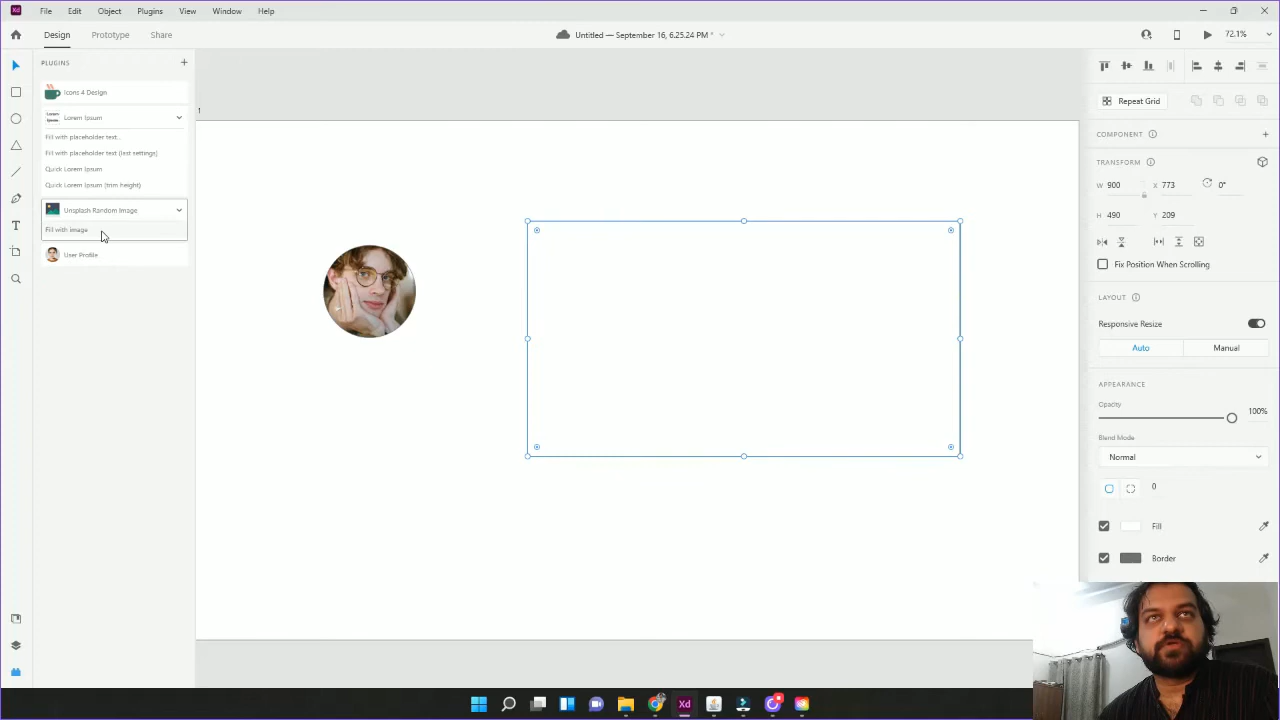 Xd File Edit Object Plugins View Window Help
Design Prototype Share Untitled — September 16, 6.25.24 PM * 72.1%
PLUGINS +
Icons 4 Design
Lorem Ipsum
Fill with placeholder text...
Fill with placeholder text (last settings)
Quick Lorem Ipsum
Quick Lorem Ipsum (trim height)
Unsplash Random Image
Fill with image
User Profile
1
Repeat Grid
COMPONENT +
TRANSFORM
W 900 X 773 0°
H 490 Y 209
Fix Position When Scrolling
LAYOUT
Responsive Resize
Auto Manual
APPEARANCE
Opacity
100%
Blend Mode
Normal
0
Fill
Border
Xd